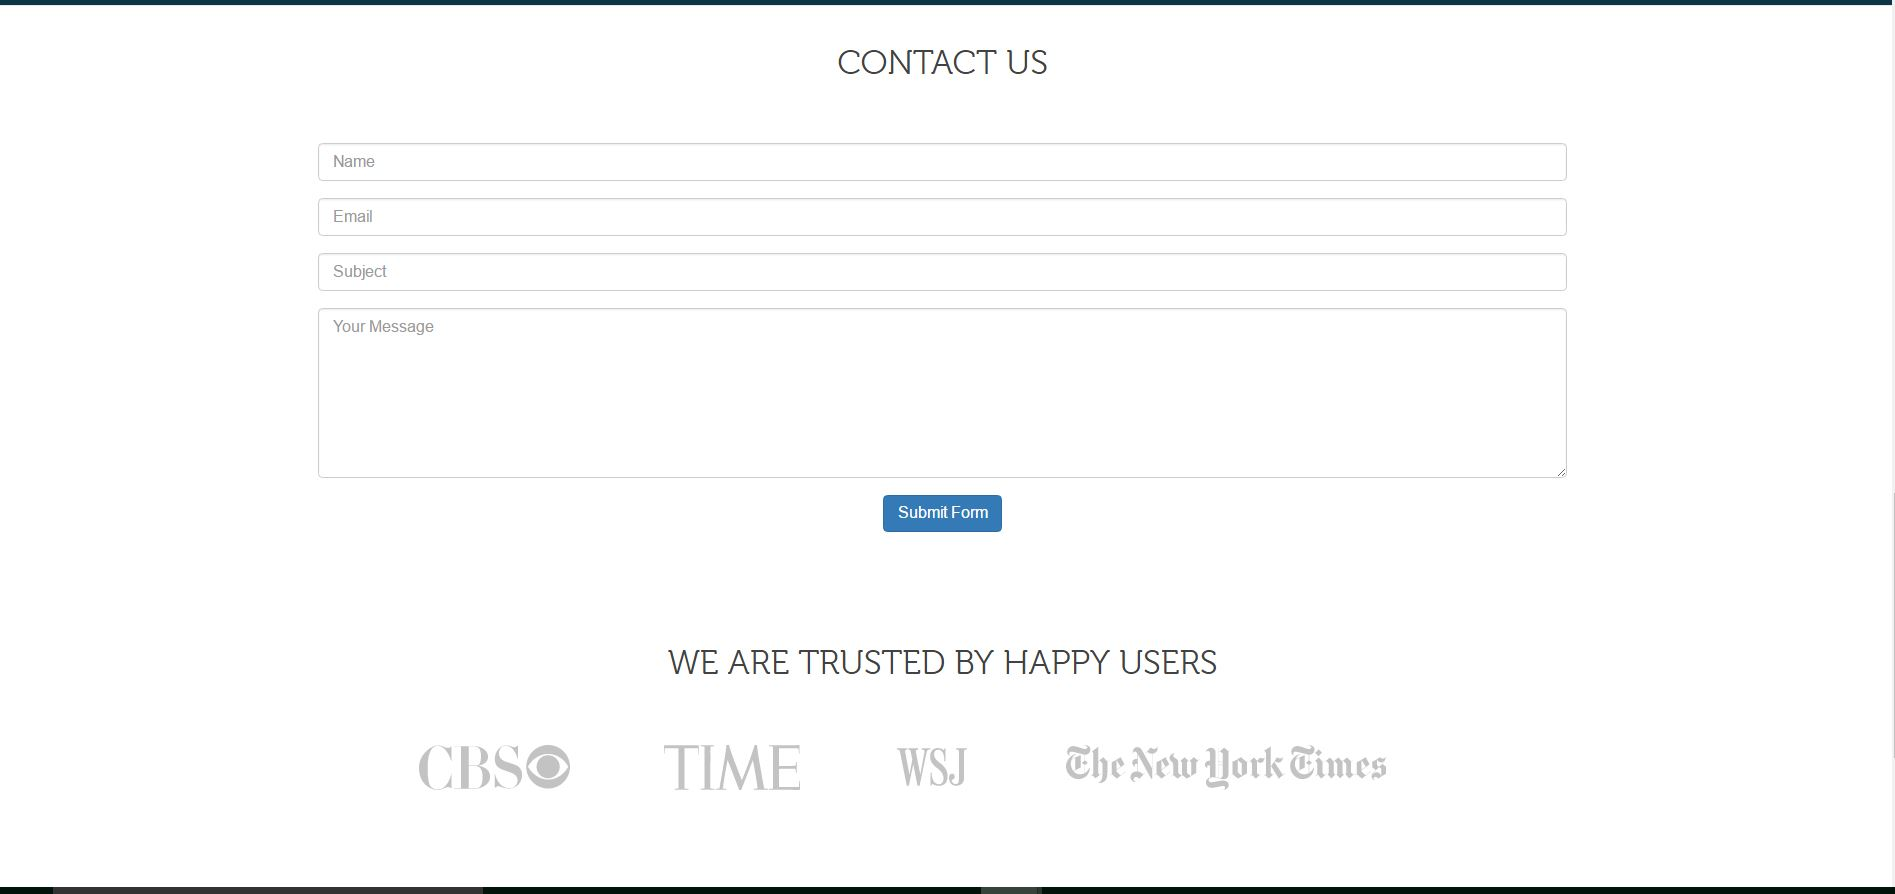 CONTACT US
Name
Email
Subject
Your Message
Submit Form
WE ARE TRUSTED BY HAPPY USERS
CBS TIME WSJ The New York Times